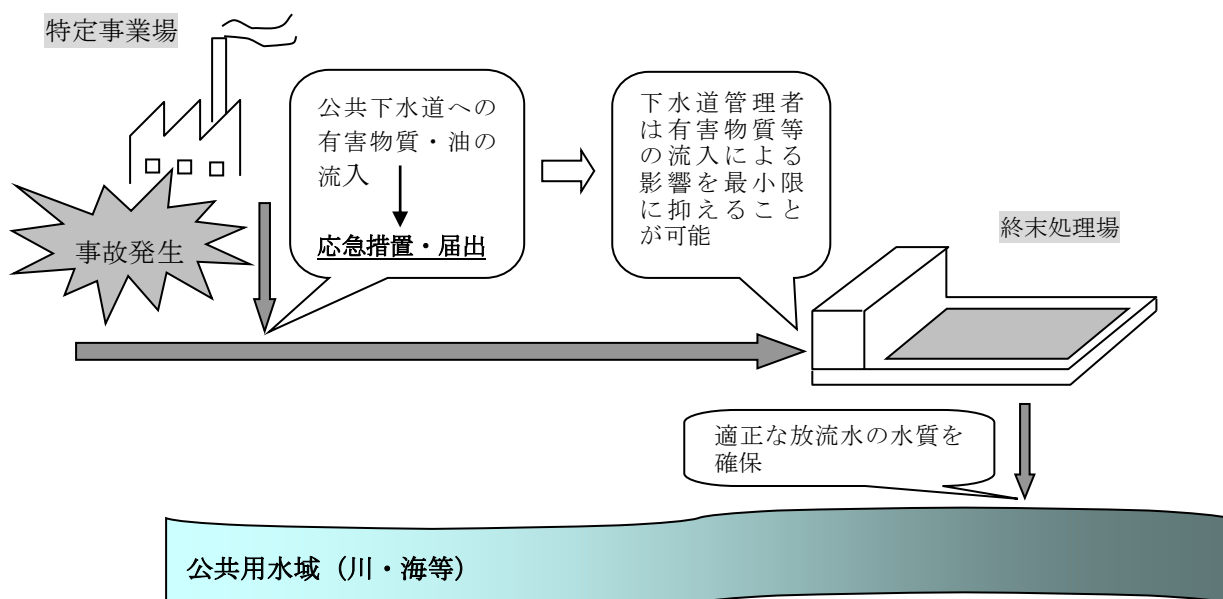 特定事業場
公共下水道への
有害物質・油の
流入
応急措置・届出
事故発生
下水道管理者
は有害物質等
の流入による
影響を最小限
に抑えること
が可能
終末処理場
適正な放流水の水質を
確保
公共用水域（川・海等）